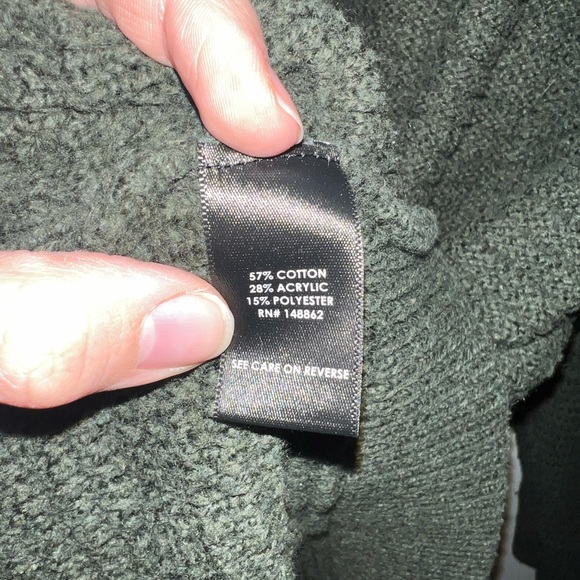 57% COTTON
28% ACRYLIC
15% POLYESTER
RN# 148862
SEE CARE ON REVERSE